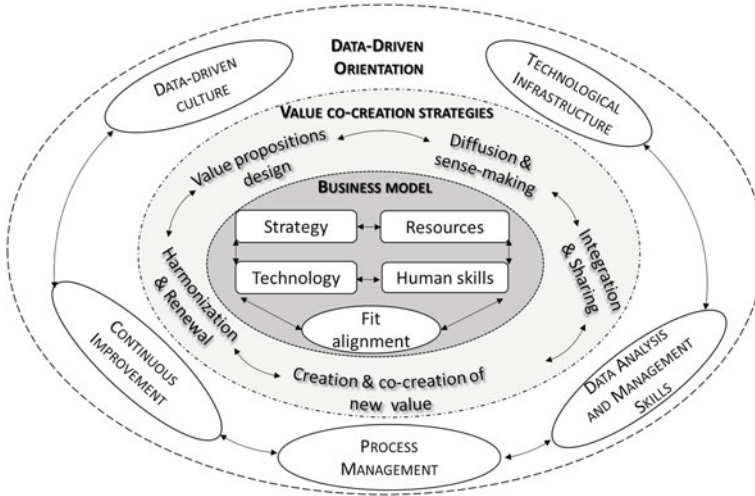 DATA-DRIVEN
ORIENTATION
DATA-DRIVEN
CULTURE
TECHNOLOGICAL
INFRASTRUCTURE
VALUE CO-CREATION STRATEGIES
Value propositions
design
Diffusion &
sense-making
BUSINESS MODEL
Strategy
Resources
Technology
Human skills
Fit
alignment
Harmonization
& Renewal
Integration
& Sharing
Creation & co-creation of
new value
CONTINUOUS
IMPROVEMENT
PROCESS
MANAGEMENT
DATA ANALYSIS
AND MANAGEMENT
SKILLS